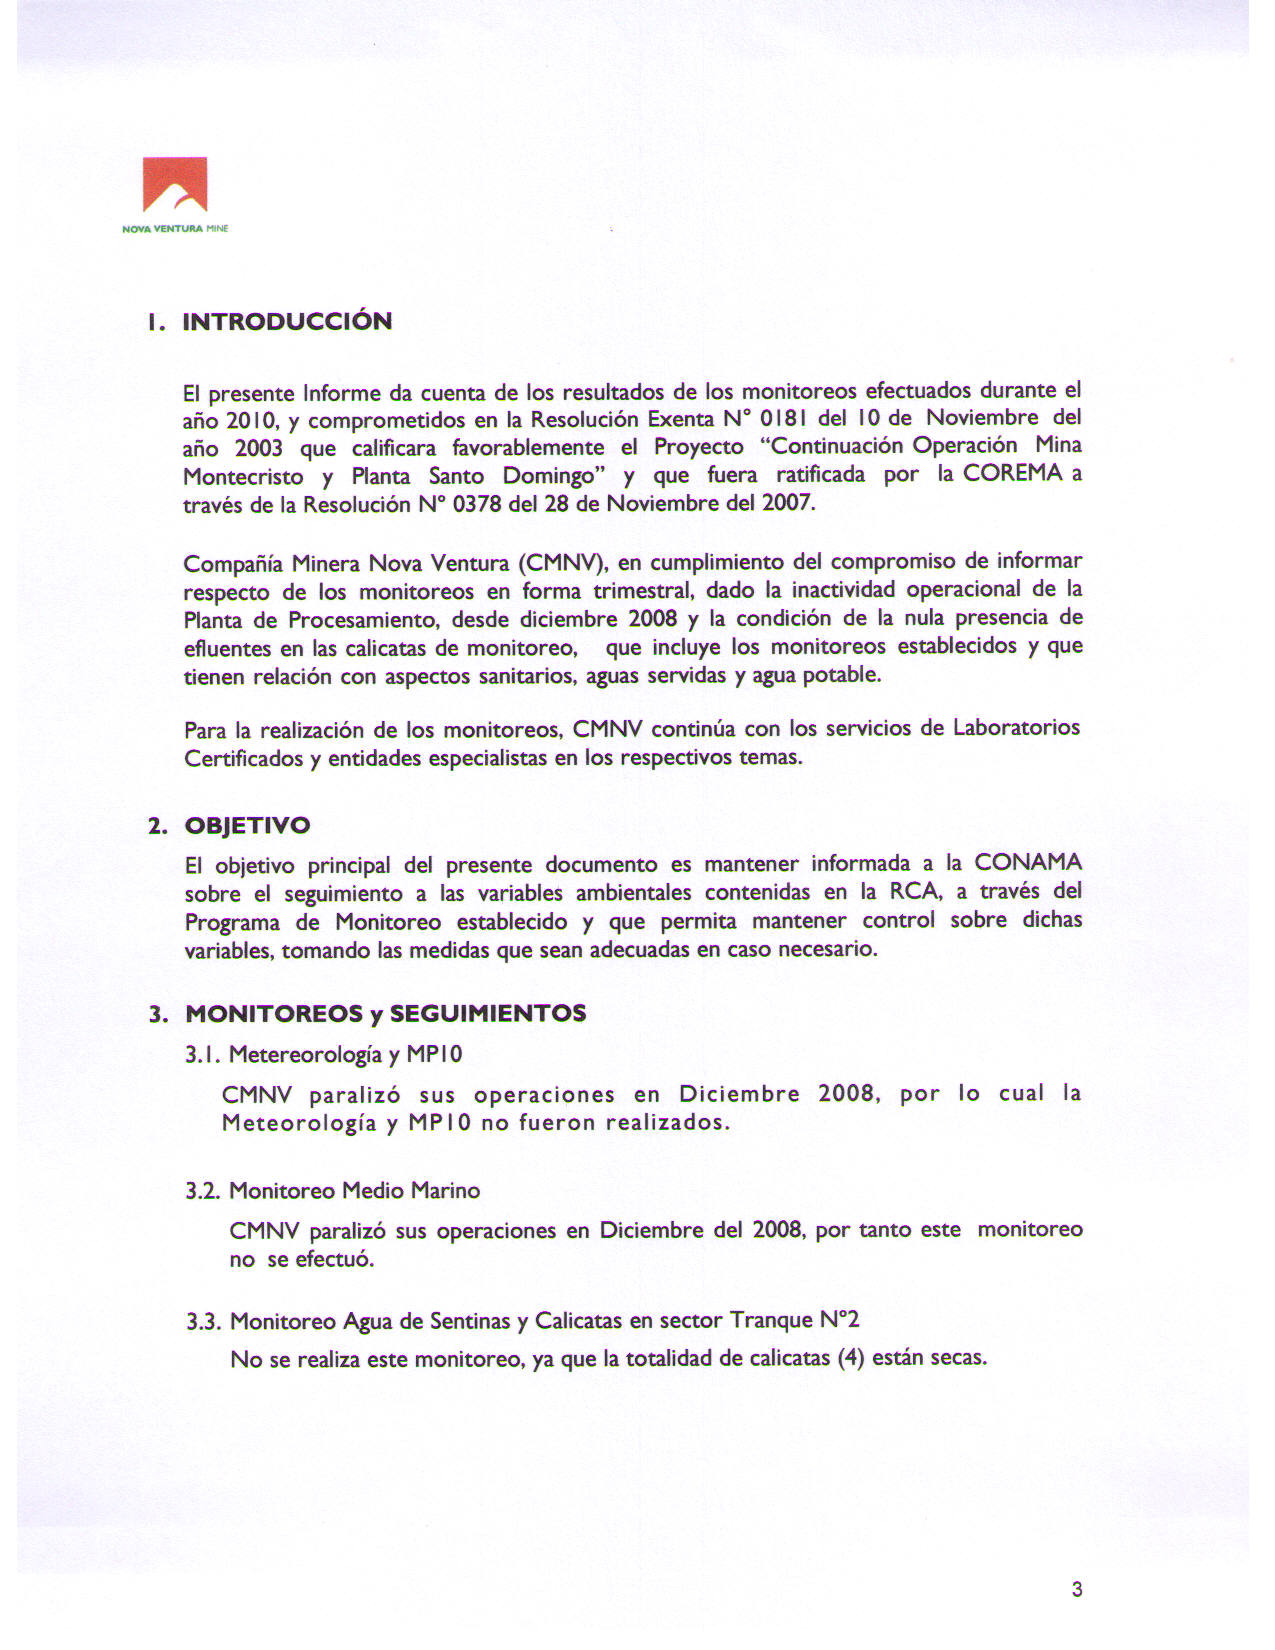 NOVA VENTURA MINE
1. INTRODUCCIÓN
El presente Informe da cuenta de los resultados de los monitoreos efectuados durante el
año 2010, y comprometidos en la Resolución Exenta N° 0181 del 10 de Noviembre del
año 2003 que calificara favorablemente el Proyecto “Continuación Operación Mina
Montecristo y Planta Santo Domingo” y que fuera ratificada por la COREMA a
través de la Resolución N° 0378 del 28 de Noviembre del 2007.
Compañía Minera Nova Ventura (CMNV), en cumplimiento del compromiso de informar
respecto de los monitoreos en forma trimestral, dado la inactividad operacional de la
Planta de Procesamiento, desde diciembre 2008 y la condición de la nula presencia de
efluentes en las calicatas de monitoreo, que incluye los monitoreos establecidos y que
tienen relación con aspectos sanitarios, aguas servidas y agua potable.
Para la realización de los monitoreos, CMNV continúa con los servicios de Laboratorios
Certificados y entidades especialistas en los respectivos temas.
2. OBJETIVO
El objetivo principal del presente documento es mantener informada a la CONAMA
sobre el seguimiento a las variables ambientales contenidas en la RCA, a través del
Programa de Monitoreo establecido y que permita mantener control sobre dichas
variables, tomando las medidas que sean adecuadas en caso necesario.
3. MONITOREOS y SEGUIMIENTOS
3.1. Metereorología y MP10
CMNV paralizó sus operaciones en Diciembre 2008, por lo cual la
Meteorología y MP10 no fueron realizados.
3.2. Monitoreo Medio Marino
CMNV paralizó sus operaciones en Diciembre del 2008, por tanto este monitoreo
no se efectuó.
3.3. Monitoreo Agua de Sentinas y Calicatas en sector Tranque N°2
No se realiza este monitoreo, ya que la totalidad de calicatas (4) están secas.
3